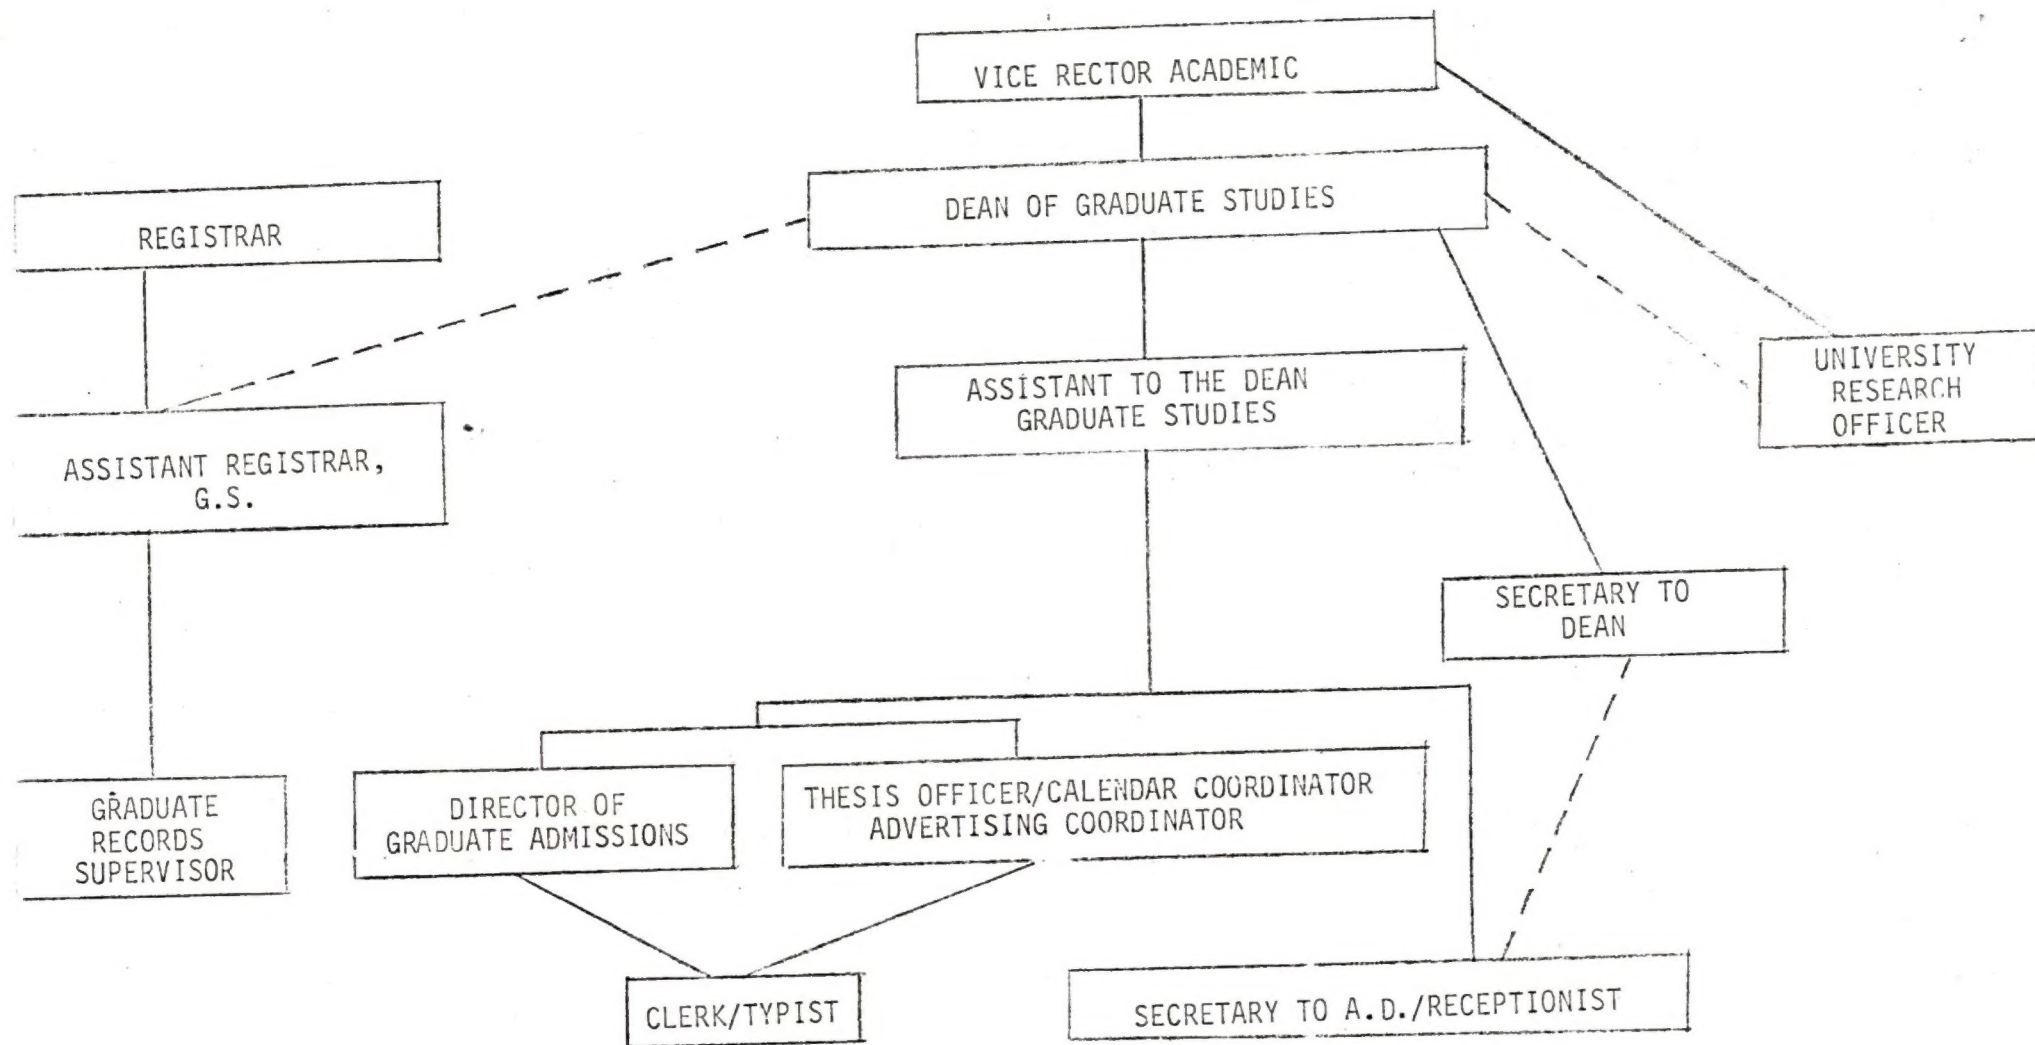 VICE RECTOR ACADEMIC
DEAN OF GRADUATE STUDIES
REGISTRAR
ASSISTANT TO THE DEAN
GRADUATE STUDIES
UNIVERSITY
RESEARCH
OFFICER
ASSISTANT REGISTRAR,
G.S.
SECRETARY TO
DEAN
GRADUATE
RECORDS
SUPERVISOR
DIRECTOR OF
GRADUATE ADMISSIONS
THESIS OFFICER/CALENDAR COORDINATOR
ADVERTISING COORDINATOR
CLERK/TYPIST
SECRETARY TO A.D./RECEPTIONIST